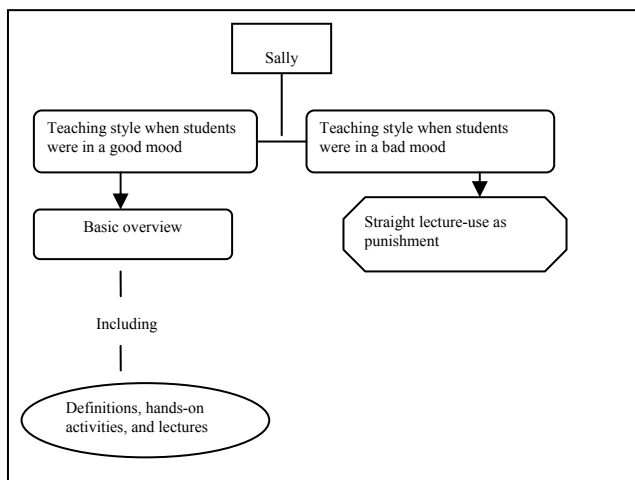 Sally
Teaching style when students
were in a good mood
Teaching style when students
were in a bad mood
Basic overview
Straight lecture-use as
punishment
Including
Definitions, hands-on
activities, and lectures